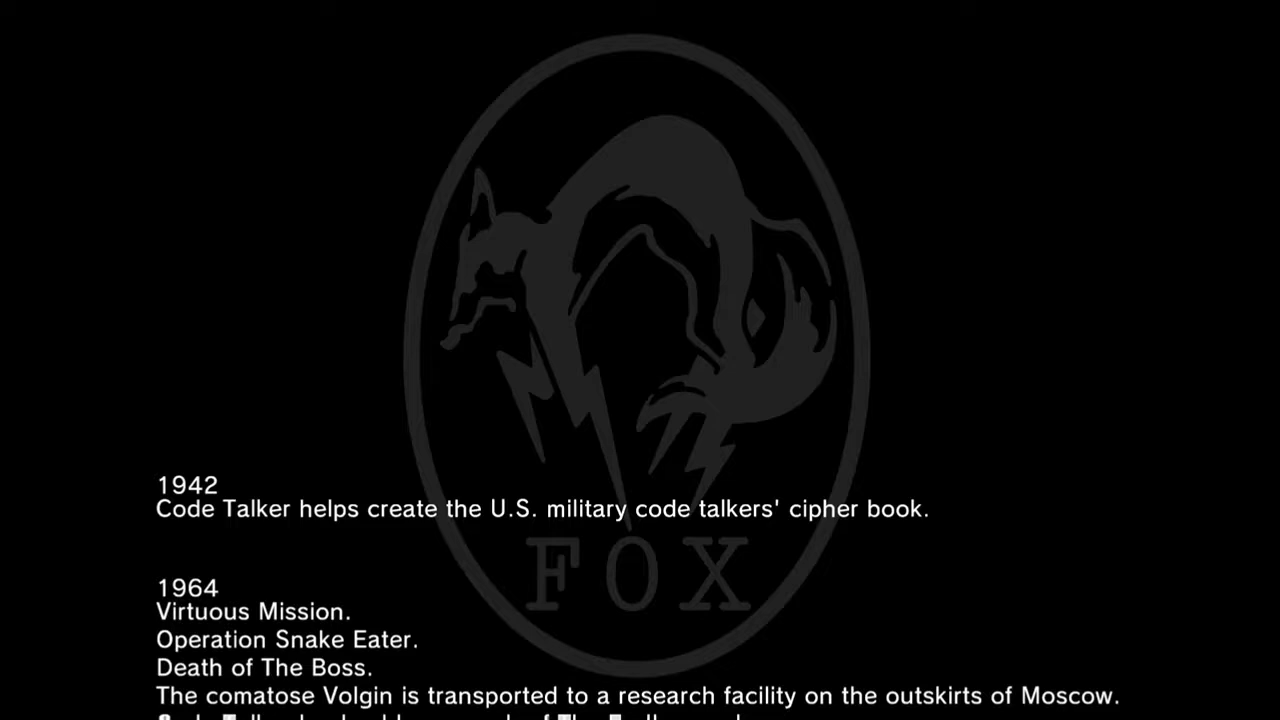 1942
Code Talker helps create the U.S. military code talkers' cipher book.
1964
Virtuous Mission.
Operation Snake Eater.
Death of The Boss.
The comatose Volgin is transported to a research facility on the outskirts of Moscow.
FOX